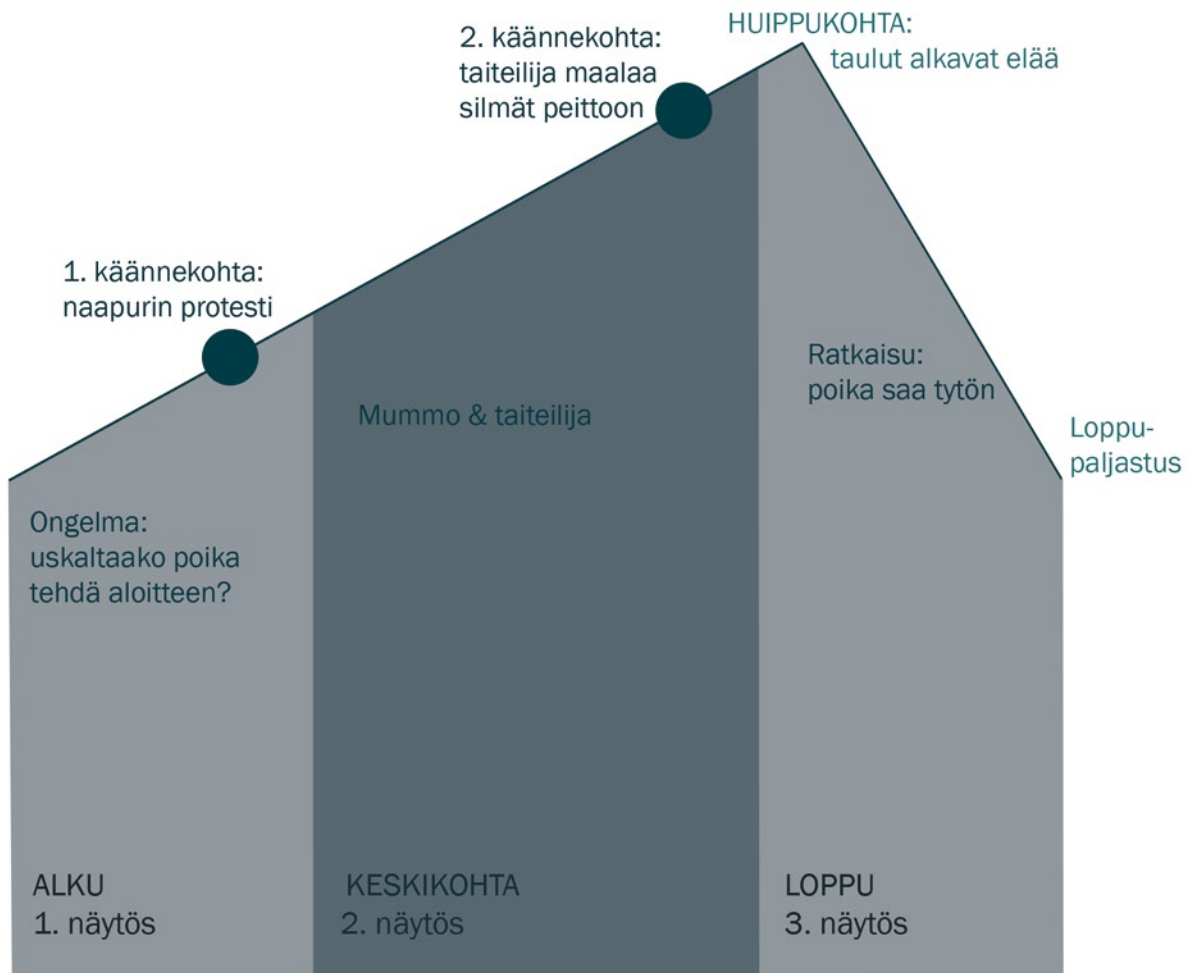 2. käännekohta:
taiteilija maalaa
silmät peittoon
HUIPPUKOHTA:
taulut alkavat elää
1. käännekohta:
naapurin protesti
Mummo & taiteilija
Ratkaisu:
poika saa tytön
Loppu-
paljastus
Ongelma:
uskaltaako poika
tehdä aloitteen?
ALKU
1. näytös
KESKIKOHTA
2. näytös
LOPPU
3. näytös